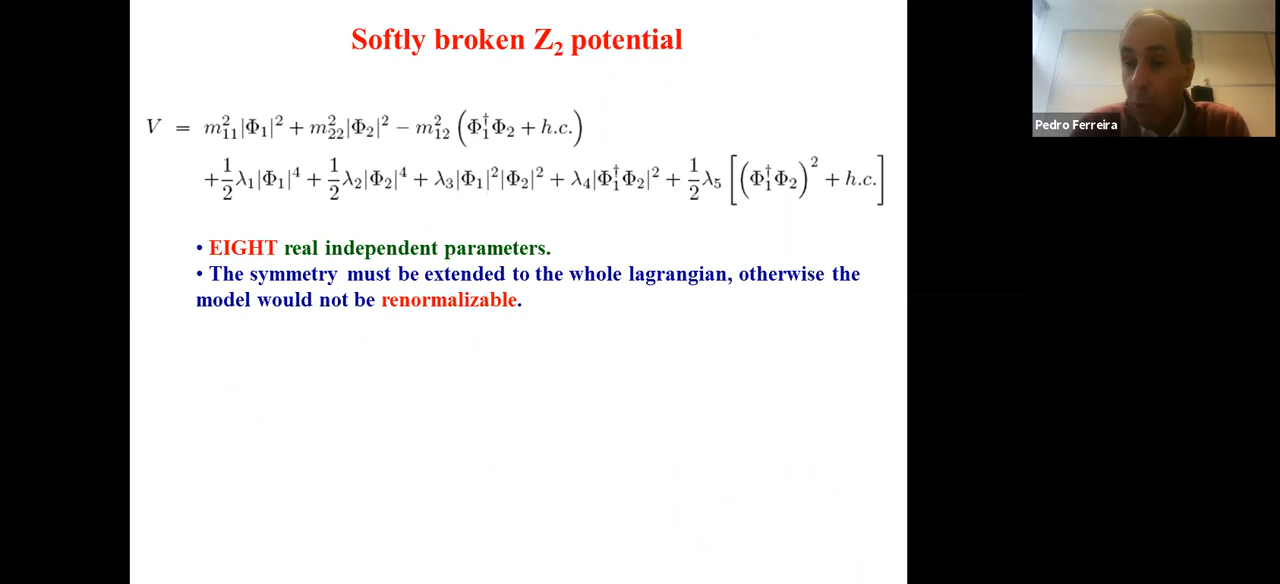 Softly broken Z₂ potential
V = m²₁₁|Φ₁|² + m²₂₂|Φ₂|² − m²₁₂ (Φ₁†Φ₂ + h.c.)
+½λ₁|Φ₁|⁴ + ½λ₂|Φ₂|⁴ + λ₃|Φ₁|²|Φ₂|² + λ₄|Φ₁†Φ₂|² + ½λ₅ [(Φ₁†Φ₂)² + h.c.]
• EIGHT real independent parameters.
• The symmetry must be extended to the whole lagrangian, otherwise the
model would not be renormalizable.
Pedro Ferreira